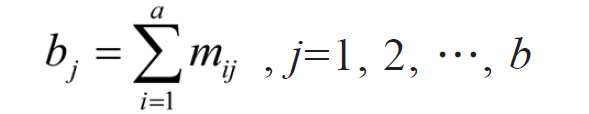 b_j = \sum_{i=1}^{a} m_{ij} , j=1, 2, ⋯, b